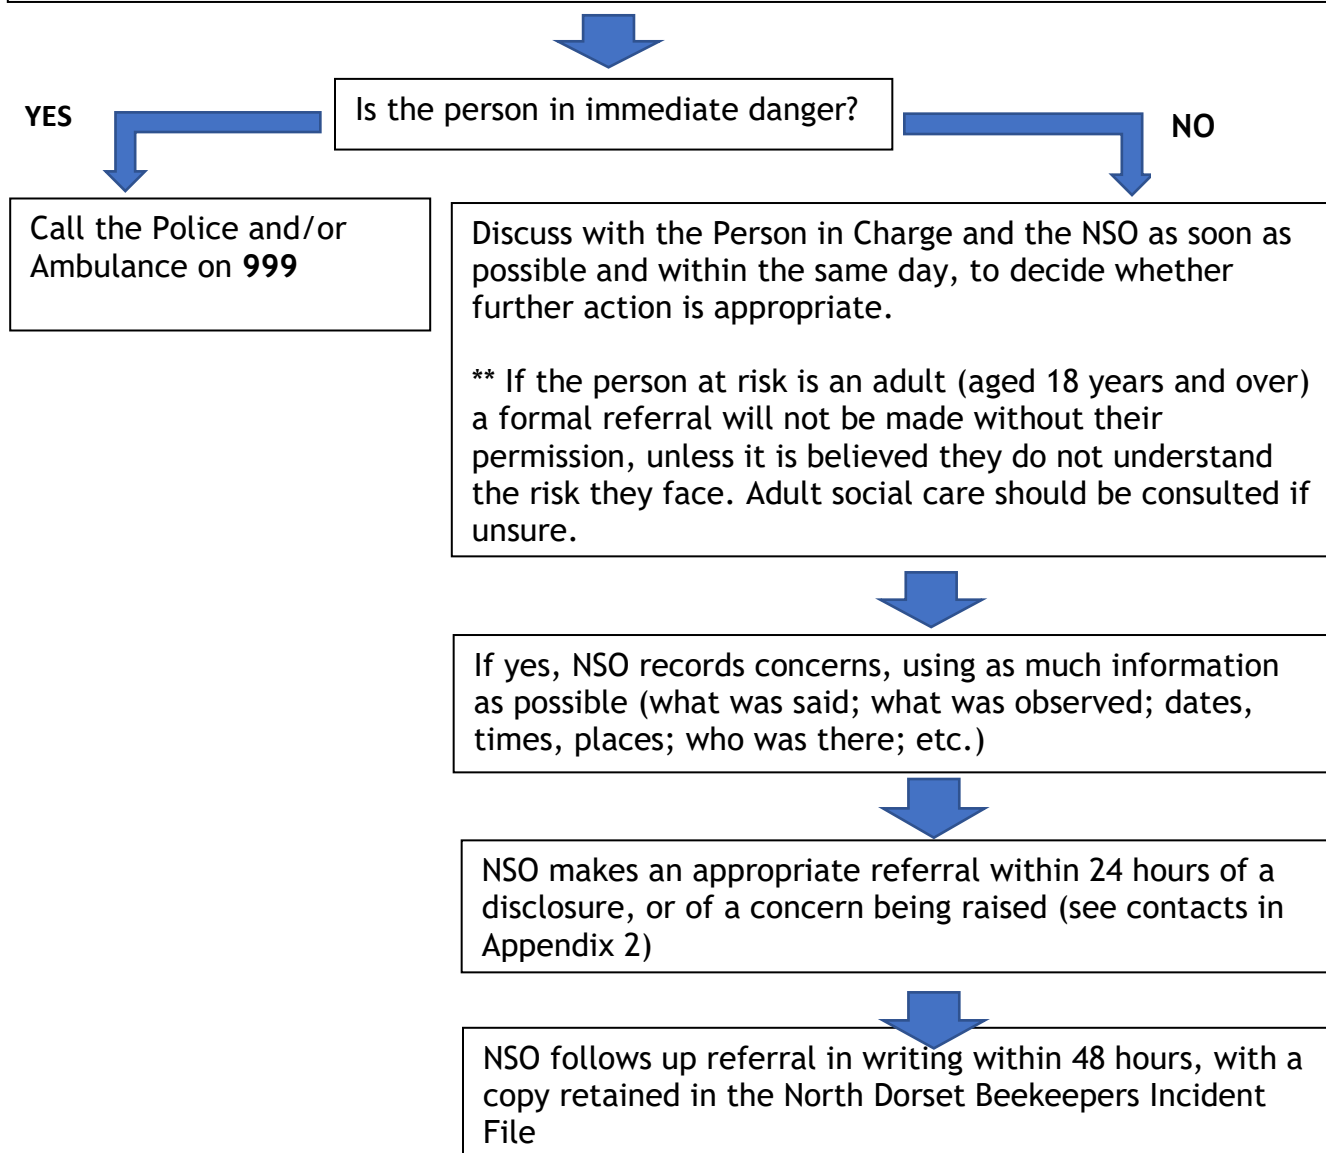 Is the person in immediate danger?
YES
NO
Call the Police and/or
Ambulance on 999
Discuss with the Person in Charge and the NSO as soon as
possible and within the same day, to decide whether
further action is appropriate.
** If the person at risk is an adult (aged 18 years and over)
a formal referral will not be made without their
permission, unless it is believed they do not understand
the risk they face. Adult social care should be consulted if
unsure.
If yes, NSO records concerns, using as much information
as possible (what was said; what was observed; dates,
times, places; who was there; etc.)
NSO makes an appropriate referral within 24 hours of a
disclosure, or of a concern being raised (see contacts in
Appendix 2)
NSO follows up referral in writing within 48 hours, with a
copy retained in the North Dorset Beekeepers Incident
File